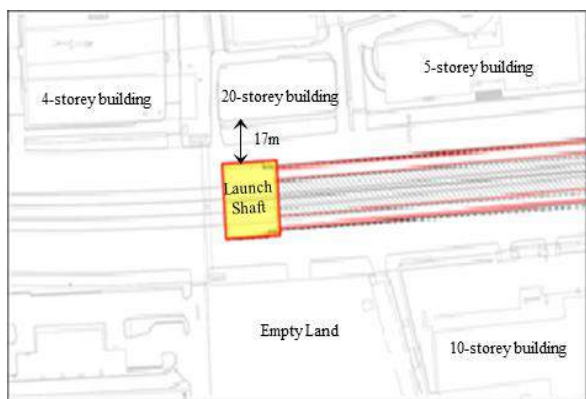 5-storey building
4-storey building
20-storey building
17m
Launch
Shaft
Empty Land
10-storey building